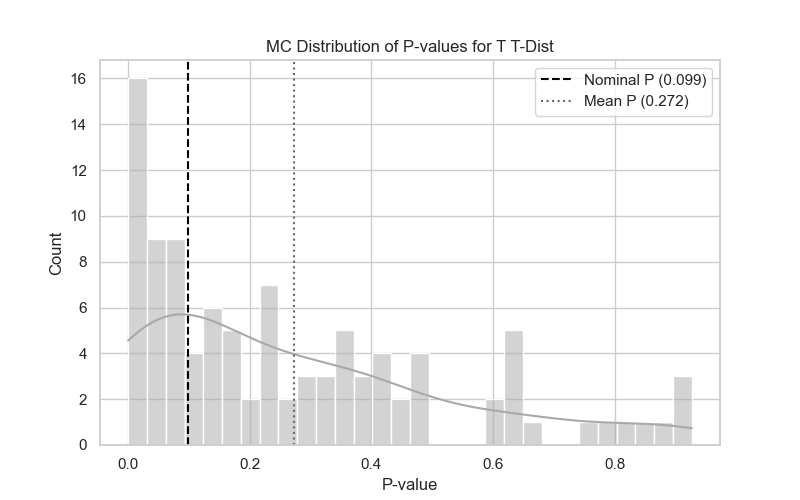 MC Distribution of P-values for T T-Dist
Nominal P (0.099)
Mean P (0.272)
16
14
12
10
8
6
4
2
0
Count
0.0
0.2
0.4
0.6
0.8
P-value